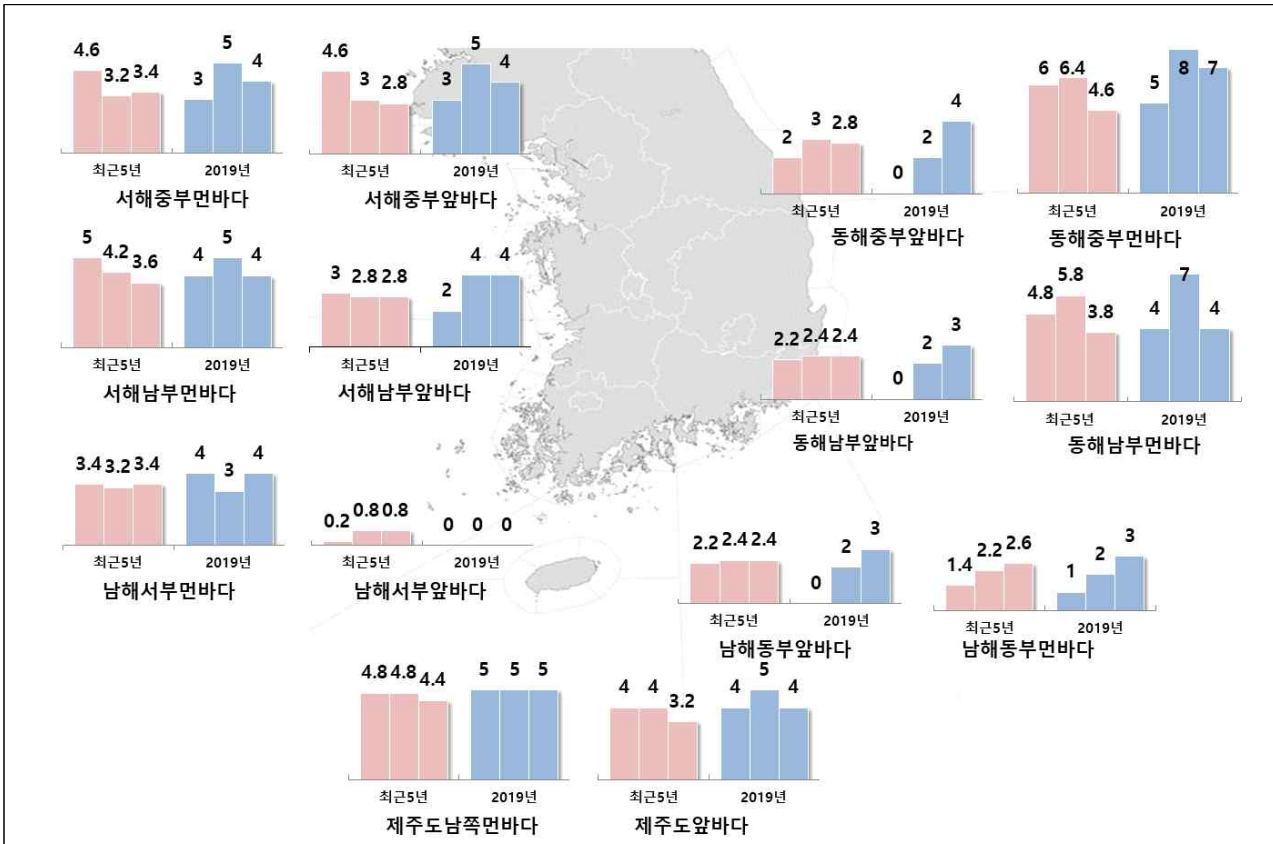 4.6 3.2 3.4 3 5 4
최근5년 2019년
서해중부먼바다
4.6 3 2.8 3 5 4
최근5년 2019년
서해중부앞바다
2 3 2.8 0 2 4
최근5년 2019년
동해중부앞바다
6 6.4 4.6 5 8 7
최근5년 2019년
동해중부먼바다
5 4.2 3.6 4 5 4
최근5년 2019년
서해남부먼바다
3 2.8 2.8 2 4 4
최근5년 2019년
서해남부앞바다
2.2 2.4 2.4 0 2 3
최근5년 2019년
동해남부앞바다
4.8 5.8 3.8 4 7 4
최근5년 2019년
동해남부먼바다
3.4 3.2 3.4 4 3 4
최근5년 2019년
남해서부먼바다
0.2 0.8 0.8 0 0 0
최근5년 2019년
남해서부앞바다
2.2 2.4 2.4 0 2 3
최근5년 2019년
남해동부앞바다
1.4 2.2 2.6 1 2 3
최근5년 2019년
남해동부먼바다
4.8 4.8 4.4 5 5 5
최근5년 2019년
제주도남쪽먼바다
4 4 3.2 4 5 4
최근5년 2019년
제주도앞바다